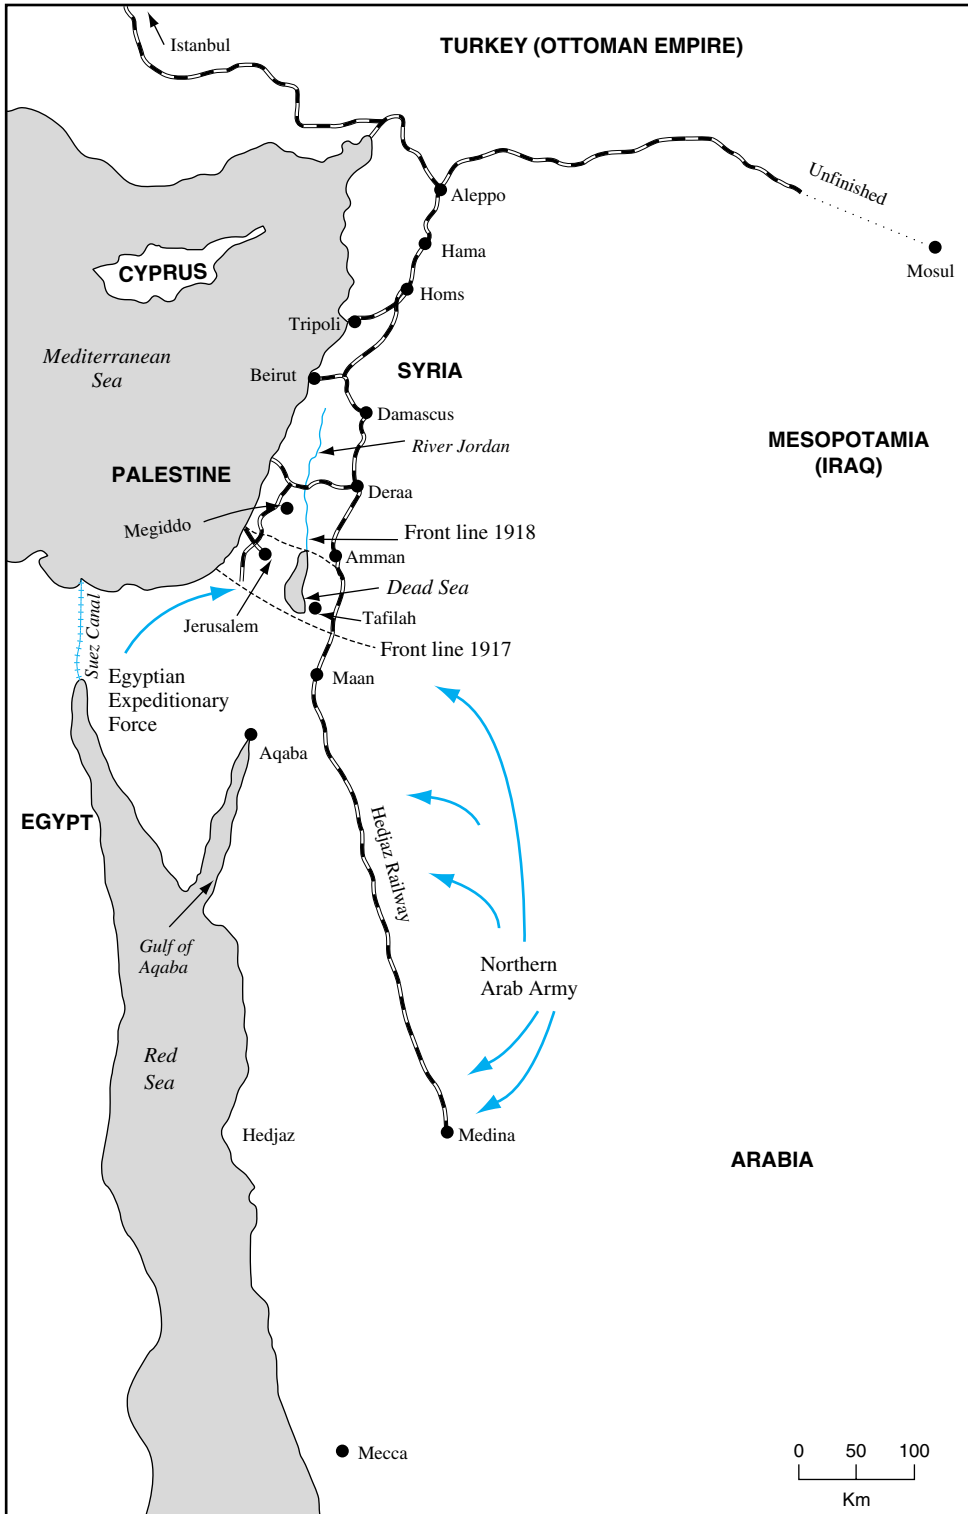 Istanbul
TURKEY (OTTOMAN EMPIRE)
Unfinished
Aleppo
Mosul
Hama
CYPRUS
Homs
Tripoli
Mediterranean
Sea
Beirut
SYRIA
Damascus
River Jordan
MESOPOTAMIA
(IRAQ)
PALESTINE
Deraa
Megiddo
Front line 1918
Amman
Dead Sea
Suez Canal
Jerusalem
Tafilah
Front line 1917
Egyptian
Expeditionary
Force
Maan
Aqaba
EGYPT
Hedjaz Railway
Gulf of
Aqaba
Northern
Arab Army
Red
Sea
Hedjaz
Medina
ARABIA
Mecca
0 50 100
Km